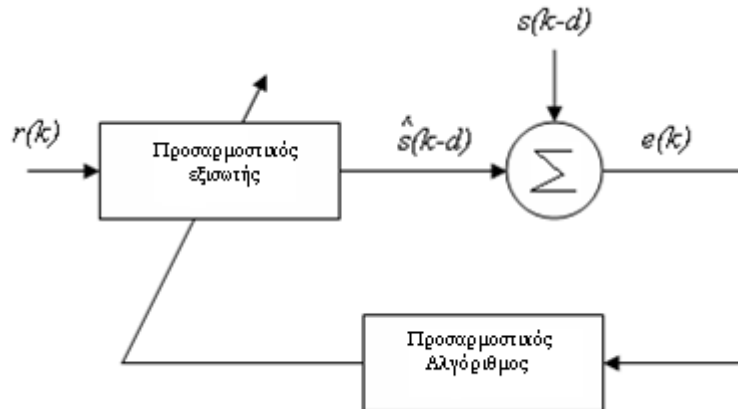 s(k-d)
r(k)
Προσαρμοστικός
εξισωτής
ŝ(k-d)
Σ
e(k)
Προσαρμοστικός
Αλγόριθμος